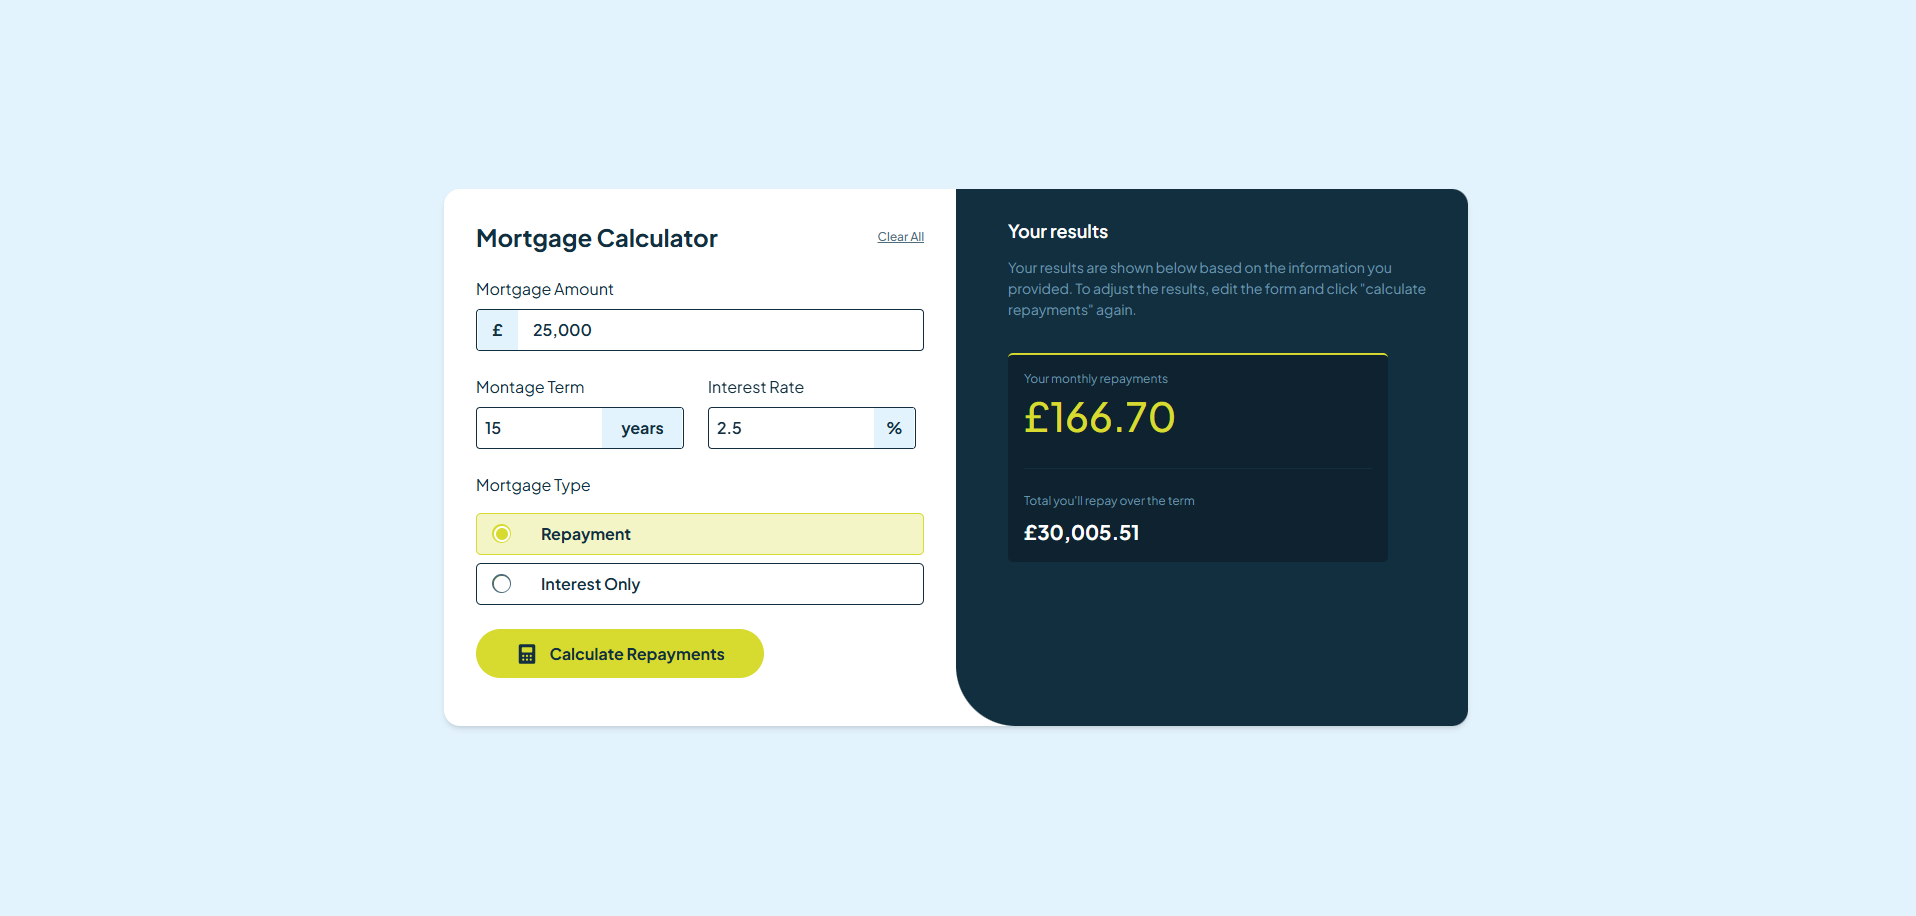 Mortgage Calculator
Clear All
Mortgage Amount
£ 25,000
Montage Term
Interest Rate
15 years
2.5 %
Mortgage Type
Repayment
Interest Only
Calculate Repayments
Your results
Your results are shown below based on the information you
provided. To adjust the results, edit the form and click "calculate
repayments" again.
Your monthly repayments
£166.70
Total you'll repay over the term
£30,005.51